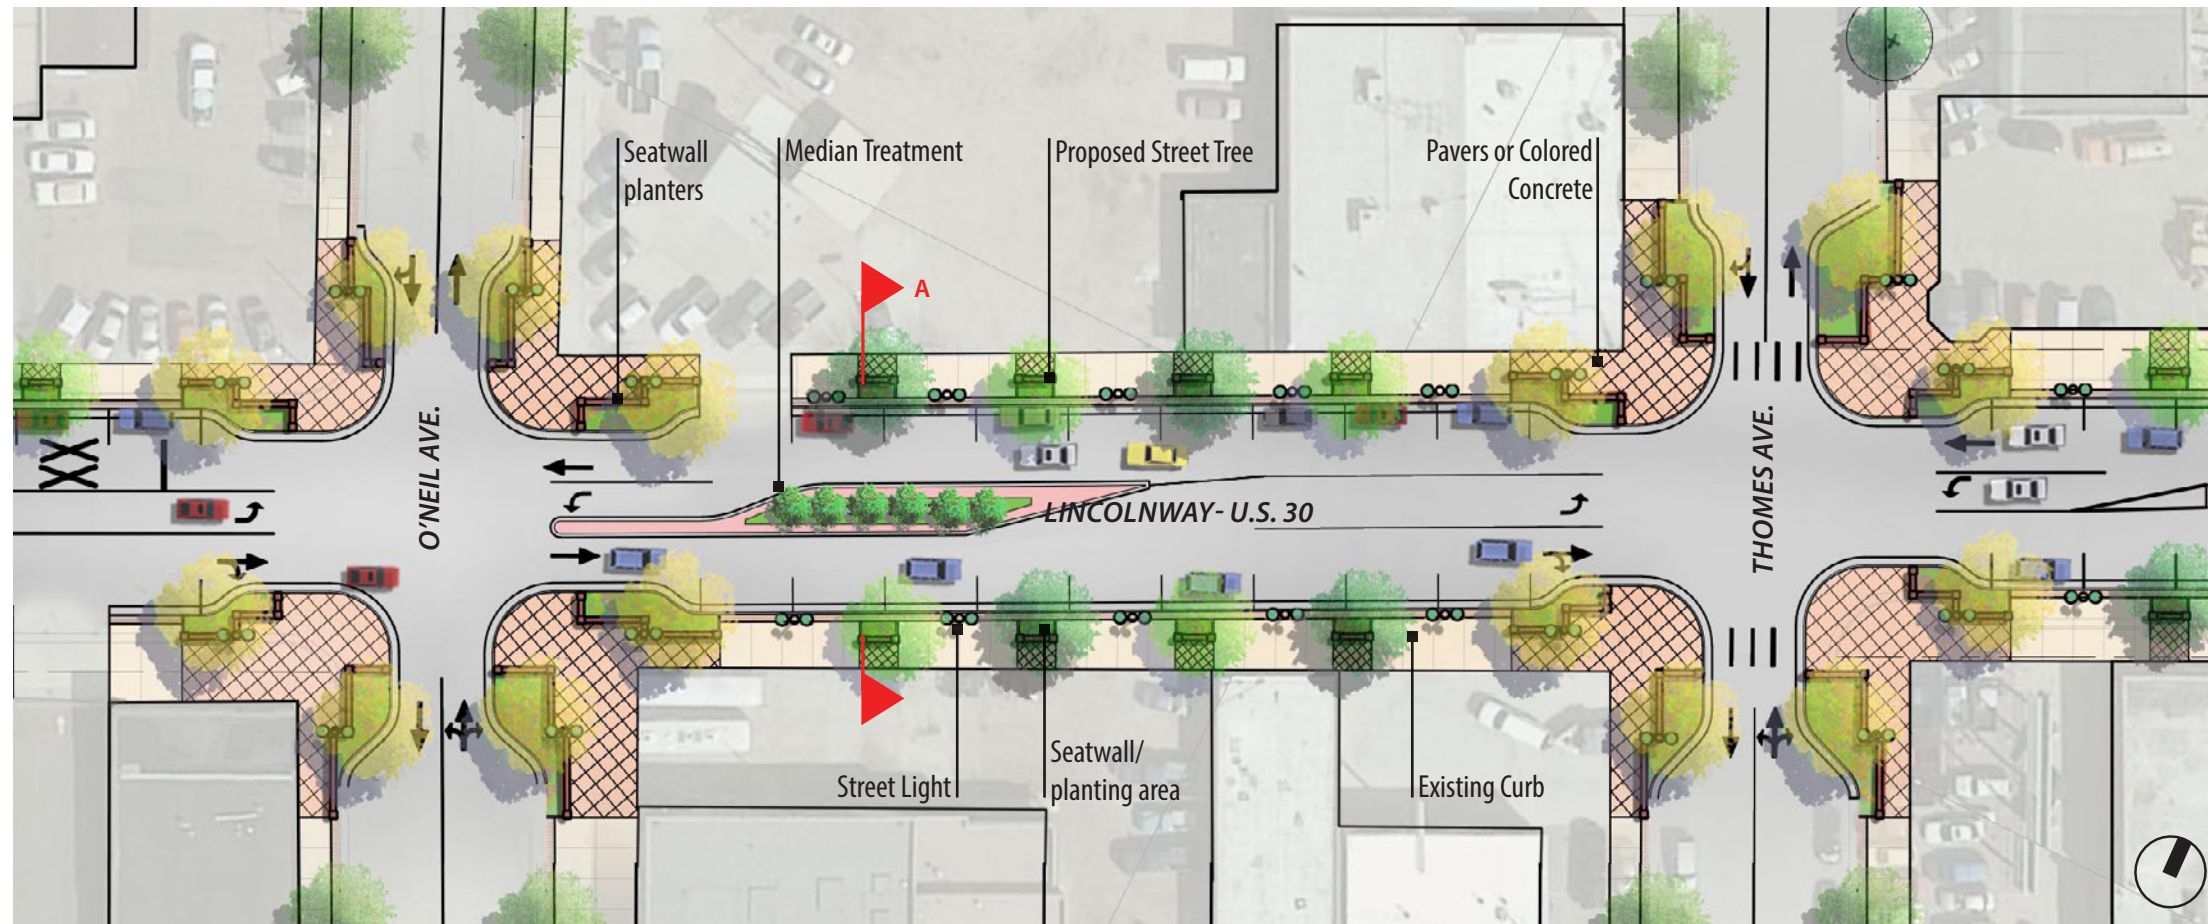 Seatwall
planters
Median Treatment
Proposed Street Tree
Pavers or Colored
Concrete
A
O'NEIL AVE.
LINCOLNWAY- U.S. 30
THOMES AVE.
Street Light
Seatwall/
planting area
Existing Curb